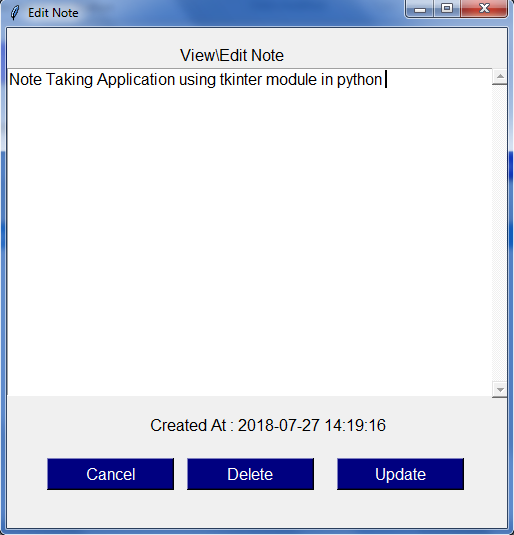 Edit Note
View\Edit Note
Note Taking Application using tkinter module in python
Created At : 2018-07-27 14:19:16
Cancel Delete Update